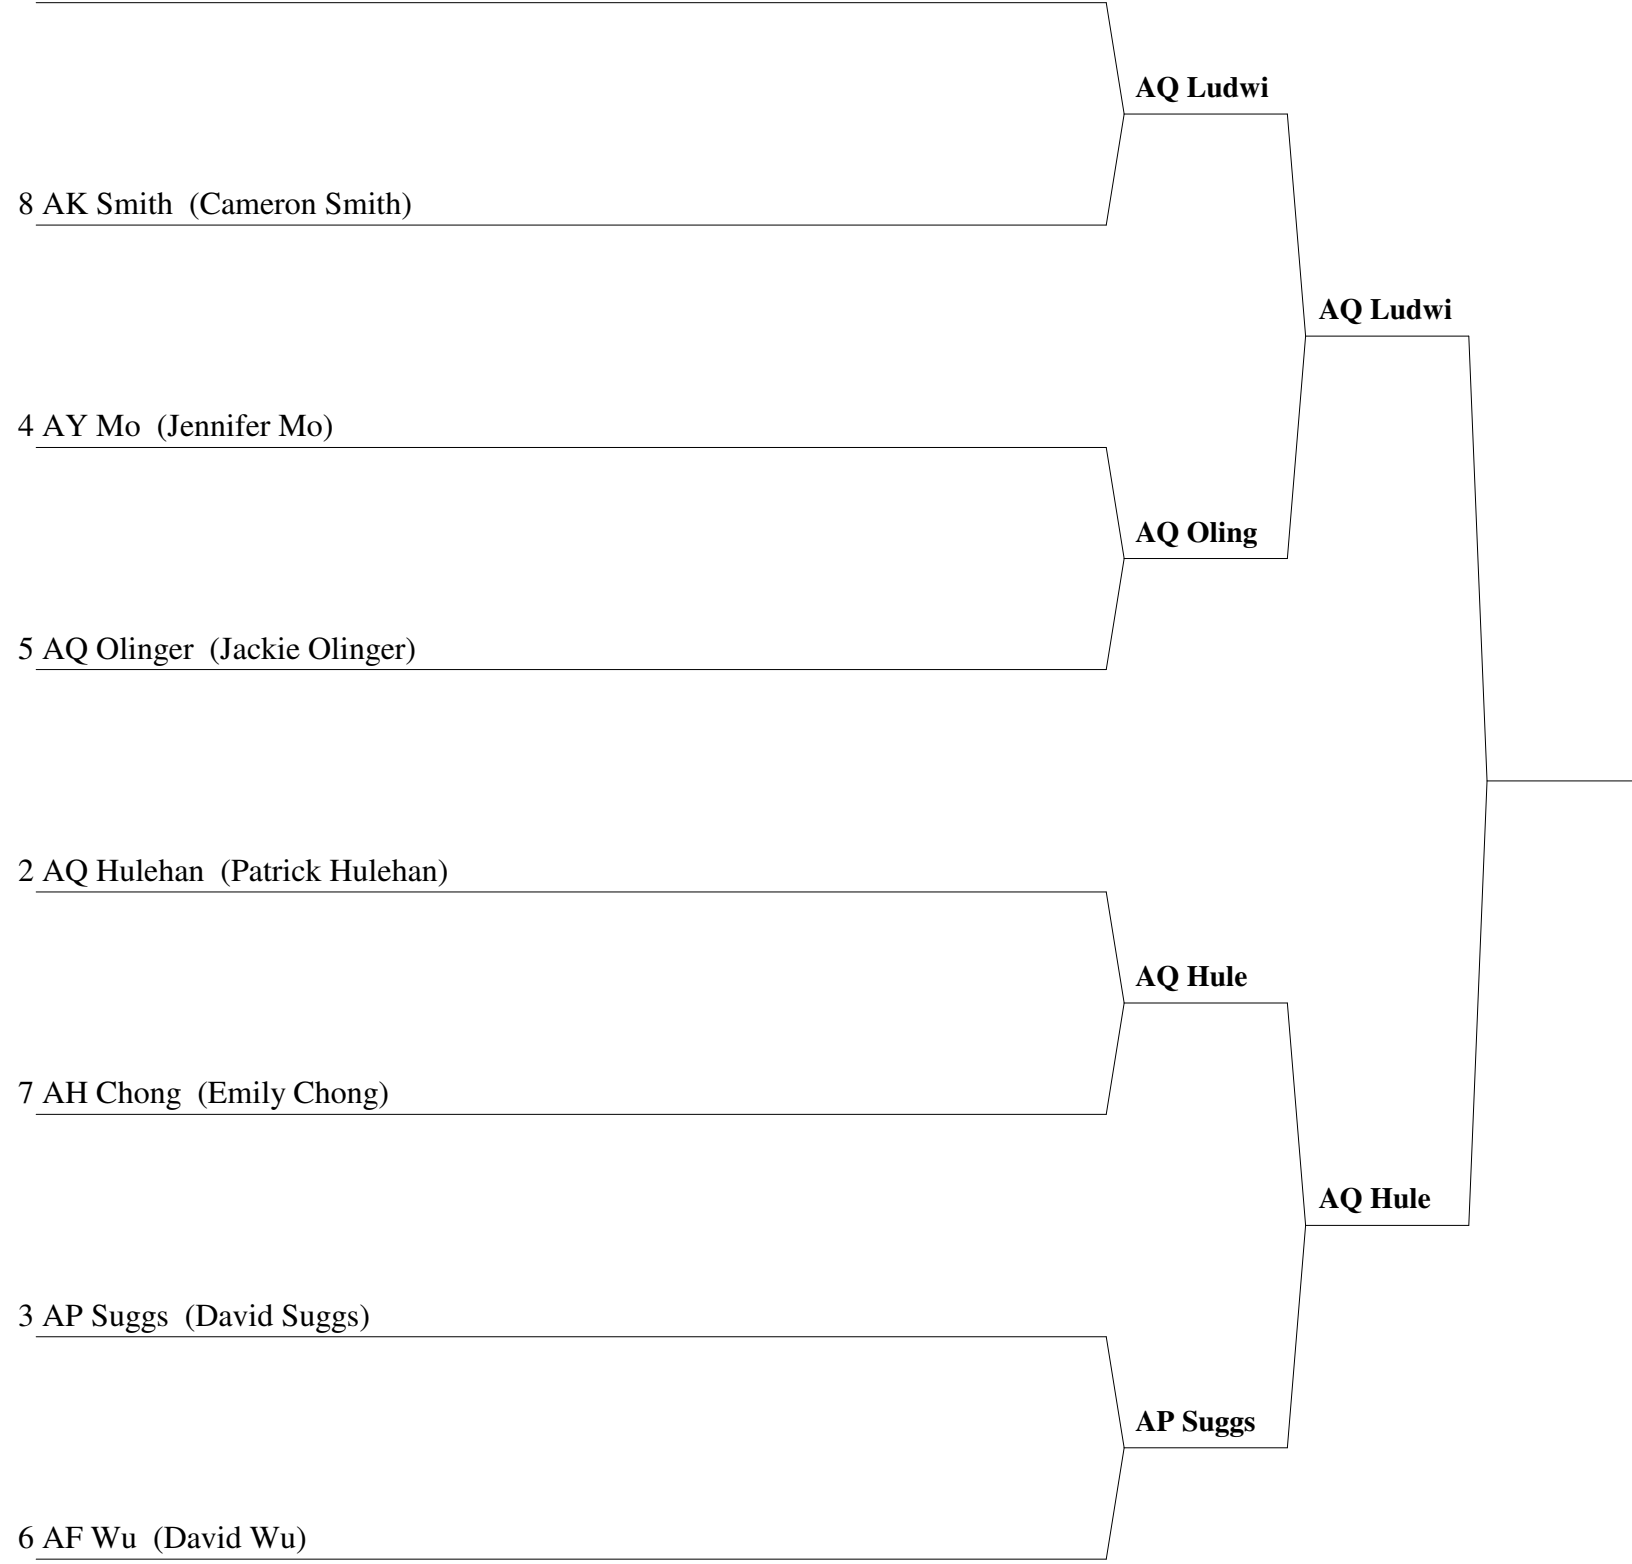 AQ Ludwi
8 AK Smith (Cameron Smith)
AQ Ludwi
4 AY Mo (Jennifer Mo)
AQ Oling
5 AQ Olinger (Jackie Olinger)
2 AQ Hulehan (Patrick Hulehan)
AQ Hule
7 AH Chong (Emily Chong)
AQ Hule
3 AP Suggs (David Suggs)
AP Suggs
6 AF Wu (David Wu)